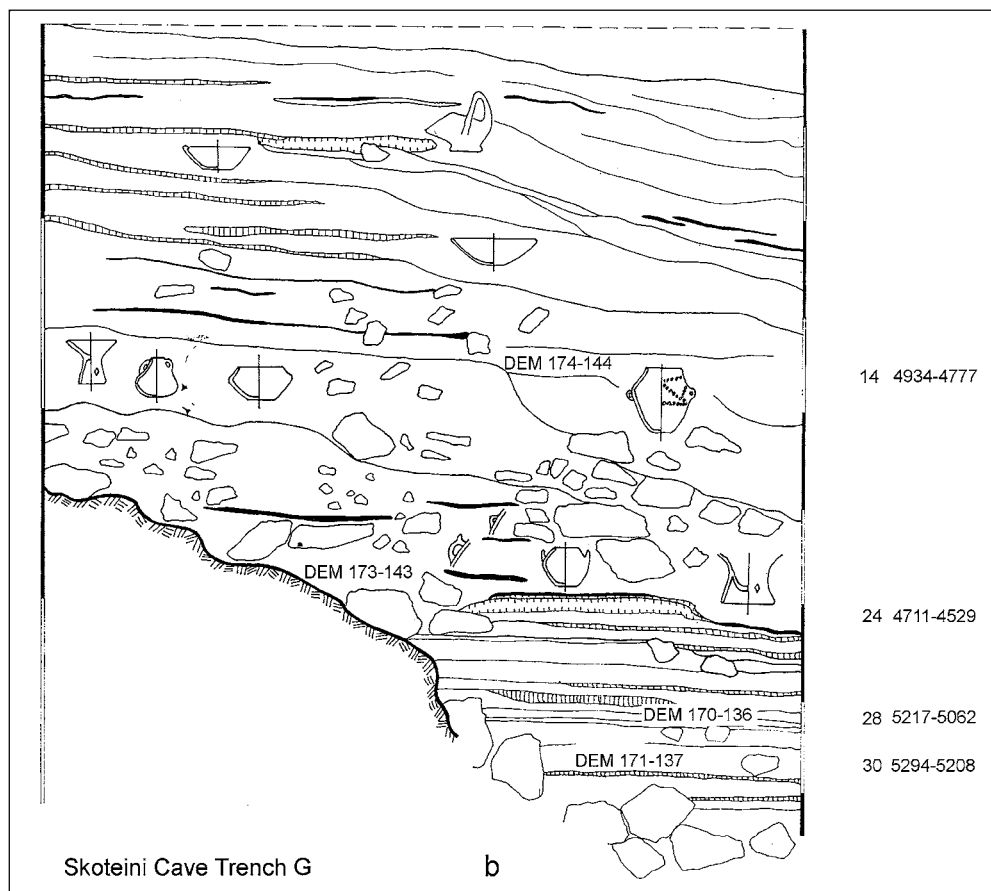 DEM 174-144
14 4934-4777
DEM 173-143
24 4711-4529
DEM 170-136
28 5217-5062
DEM 171-137
30 5294-5208
Skoteini Cave Trench G b